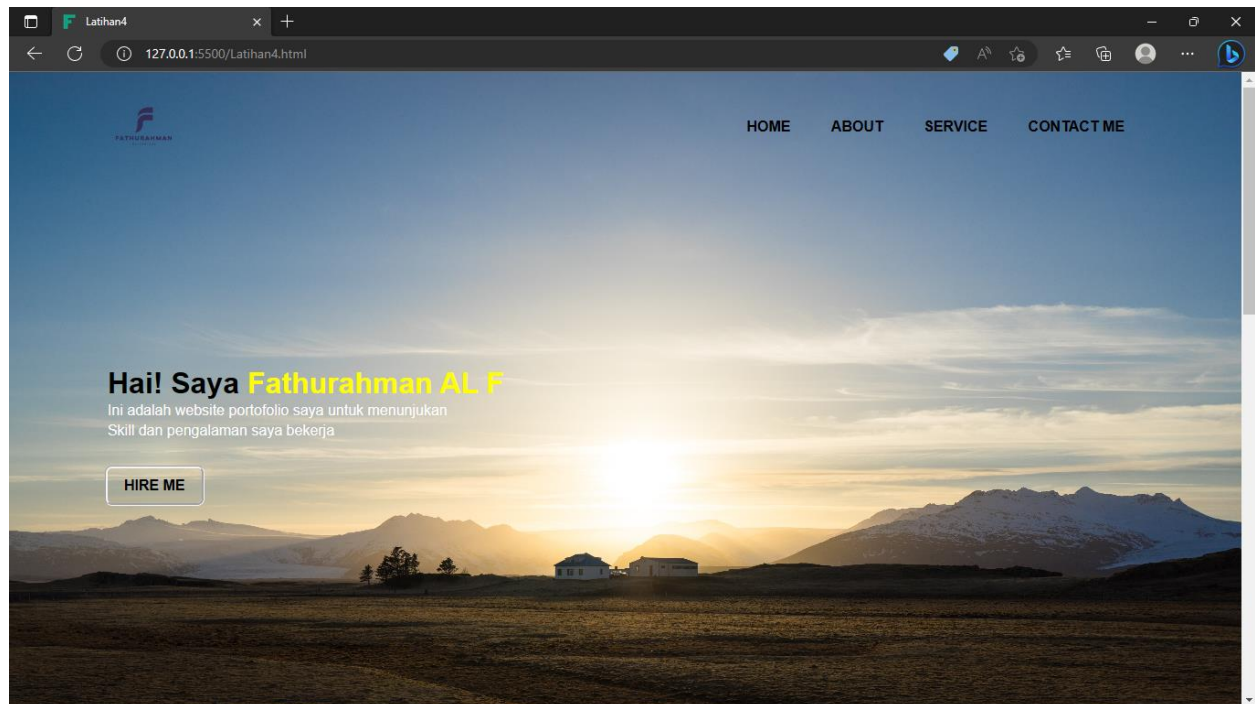 Latihan4
127.0.0.1:5500/Latihan4.html
FATHURAHMAN
HOME ABOUT SERVICE CONTACT ME
Hai! Saya Fathurahman AL F
Ini adalah website portofolio saya untuk menunjukan
Skill dan pengalaman saya bekerja
HIRE ME